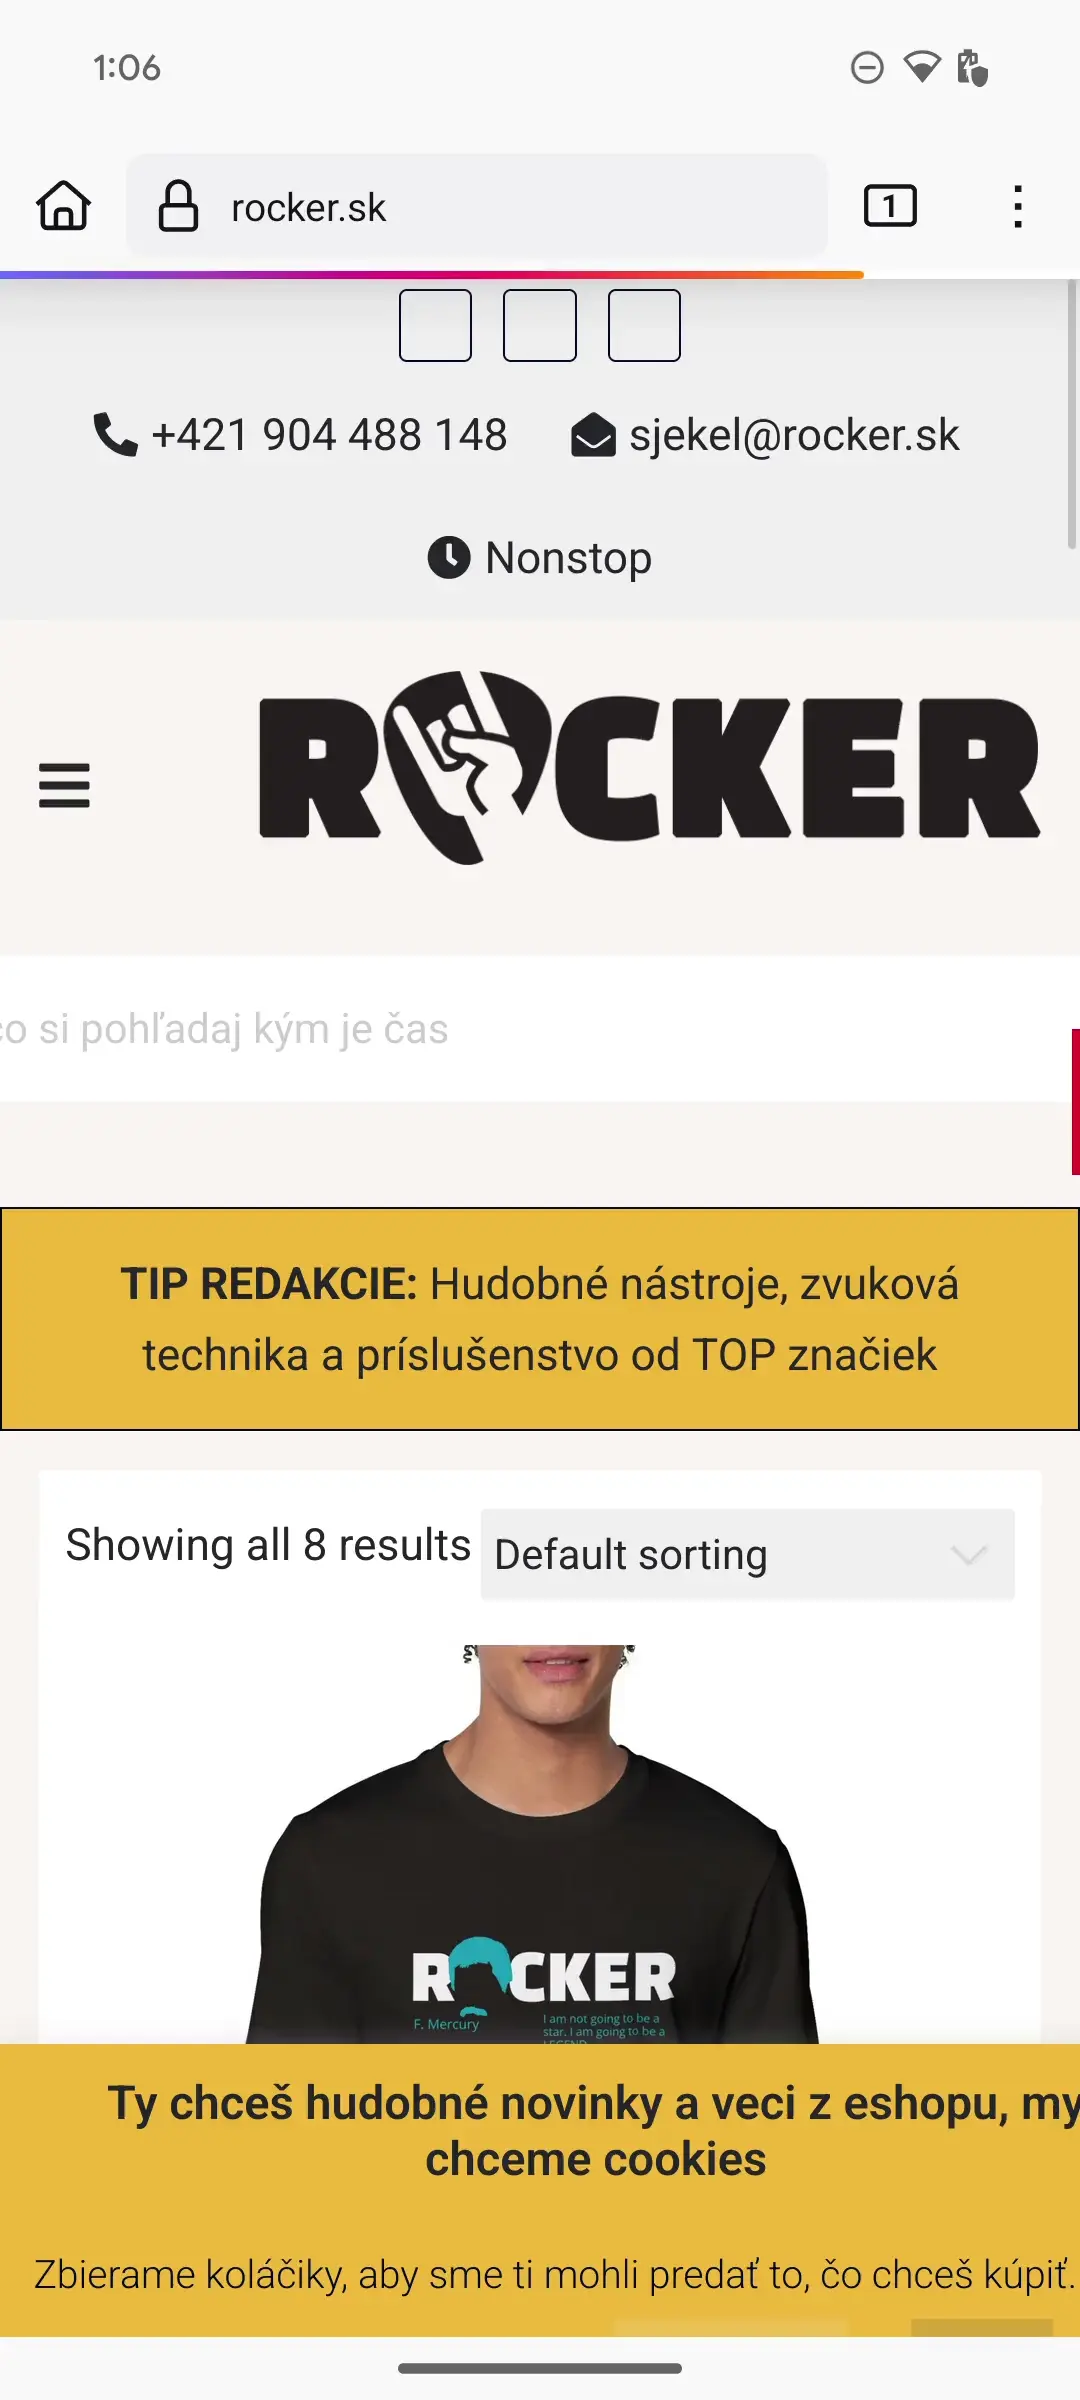 1:06
rocker.sk
1
+421 904 488 148
sjekel@rocker.sk
Nonstop
ROCKER
čo si pohľadaj kým je čas
TIP REDAKCIE: Hudobné nástroje, zvuková
technika a príslušenstvo od TOP značiek
Showing all 8 results
Default sorting
ROCKER
F. Mercury
I am not going to be a
star. I am going to be a
Ty chceš hudobné novinky a veci z eshopu, my
chceme cookies
Zbierame koláčiky, aby sme ti mohli predať to, čo chceš kúpiť.